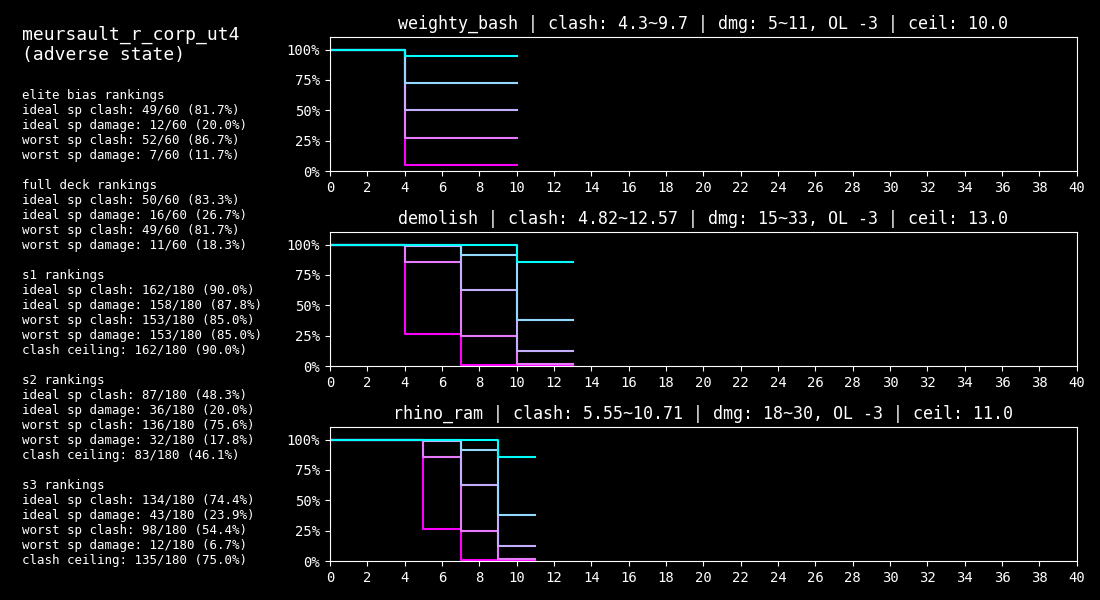 meursault_r_corp_ut4
(adverse state)
elite bias rankings
ideal sp clash: 49/60 (81.7%)
ideal sp damage: 12/60 (20.0%)
worst sp clash: 52/60 (86.7%)
worst sp damage: 7/60 (11.7%)
full deck rankings
ideal sp clash: 50/60 (83.3%)
ideal sp damage: 16/60 (26.7%)
worst sp clash: 49/60 (81.7%)
worst sp damage: 11/60 (18.3%)
s1 rankings
ideal sp clash: 162/180 (90.0%)
ideal sp damage: 158/180 (87.8%)
worst sp clash: 153/180 (85.0%)
worst sp damage: 153/180 (85.0%)
clash ceiling: 162/180 (90.0%)
s2 rankings
ideal sp clash: 87/180 (48.3%)
ideal sp damage: 36/180 (20.0%)
worst sp clash: 136/180 (75.6%)
worst sp damage: 32/180 (17.8%)
clash ceiling: 83/180 (46.1%)
s3 rankings
ideal sp clash: 134/180 (74.4%)
ideal sp damage: 43/180 (23.9%)
worst sp clash: 98/180 (54.4%)
worst sp damage: 12/180 (6.7%)
clash ceiling: 135/180 (75.0%)
weighty_bash | clash: 4.3~9.7 | dmg: 5~11, OL -3 | ceil: 10.0
100%
75%
50%
25%
0%
0 2 4 6 8 10 12 14 16 18 20 22 24 26 28 30 32 34 36 38 40
demolish | clash: 4.82~12.57 | dmg: 15~33, OL -3 | ceil: 13.0
100%
75%
50%
25%
0%
0 2 4 6 8 10 12 14 16 18 20 22 24 26 28 30 32 34 36 38 40
rhino_ram | clash: 5.55~10.71 | dmg: 18~30, OL -3 | ceil: 11.0
100%
75%
50%
25%
0%
0 2 4 6 8 10 12 14 16 18 20 22 24 26 28 30 32 34 36 38 40